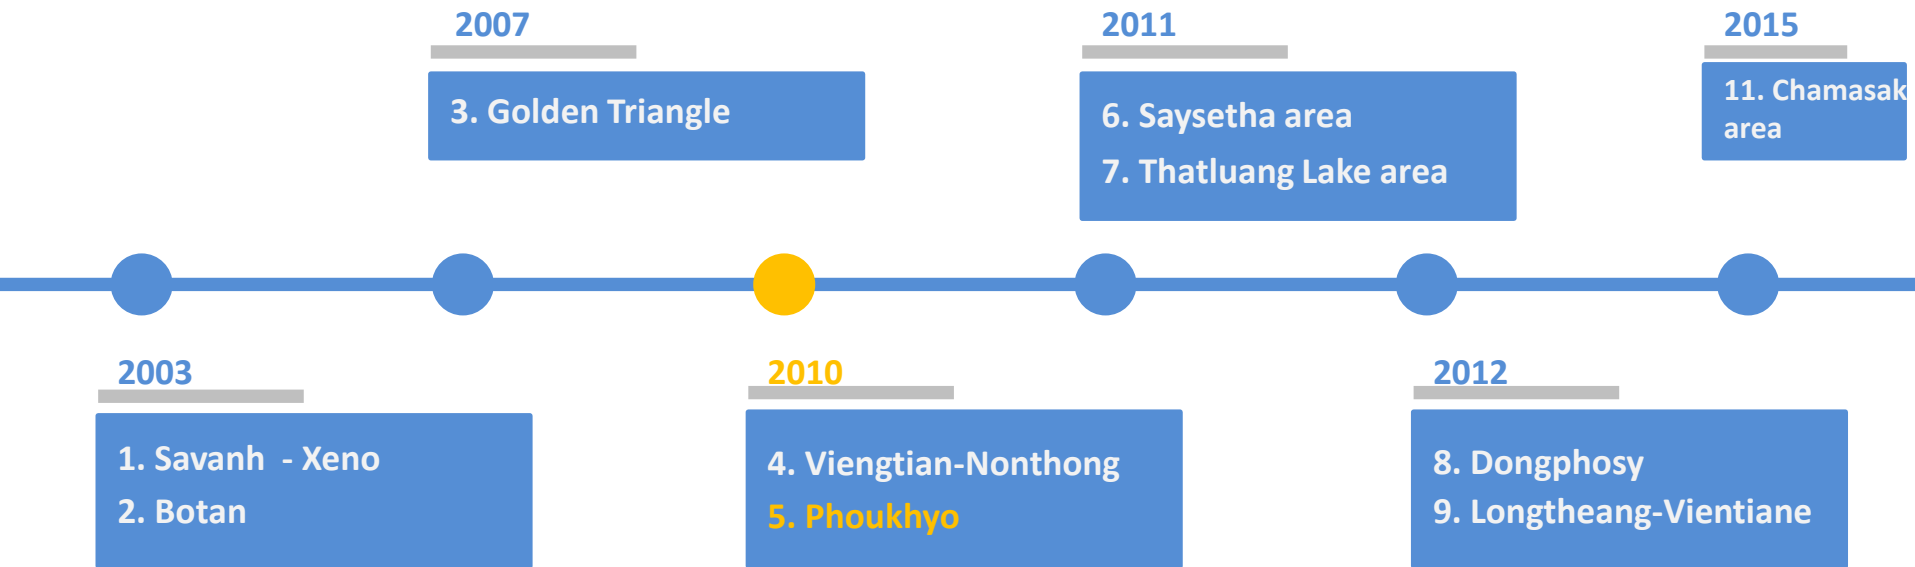 2007
3. Golden Triangle
2011
6. Saysetha area
7. Thatluang Lake area
2015
11. Chamasak
area
2003
1. Savanh - Xeno
2. Botan
2010
4. Viengtian-Nonthong
5. Phoukhyo
2012
8. Dongphosy
9. Longtheang-Vientiane